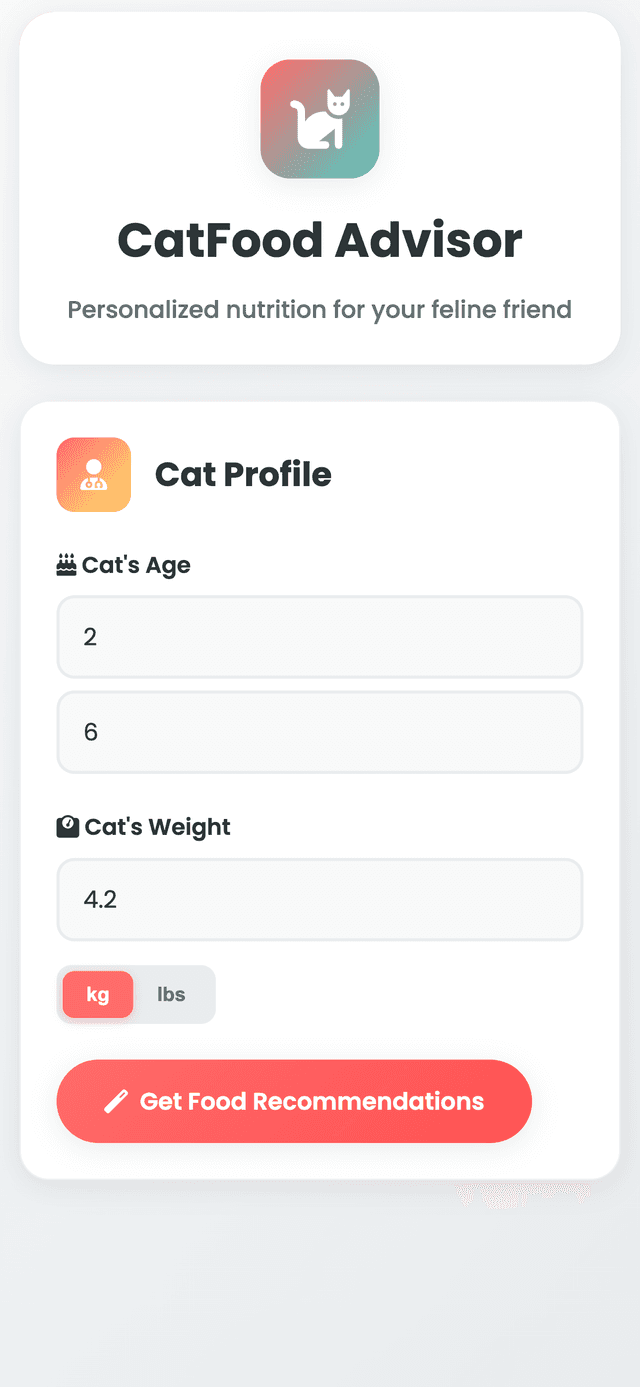 CatFood Advisor
Personalized nutrition for your feline friend
Cat Profile
Cat's Age
2
6
Cat's Weight
4.2
kg lbs
Get Food Recommendations